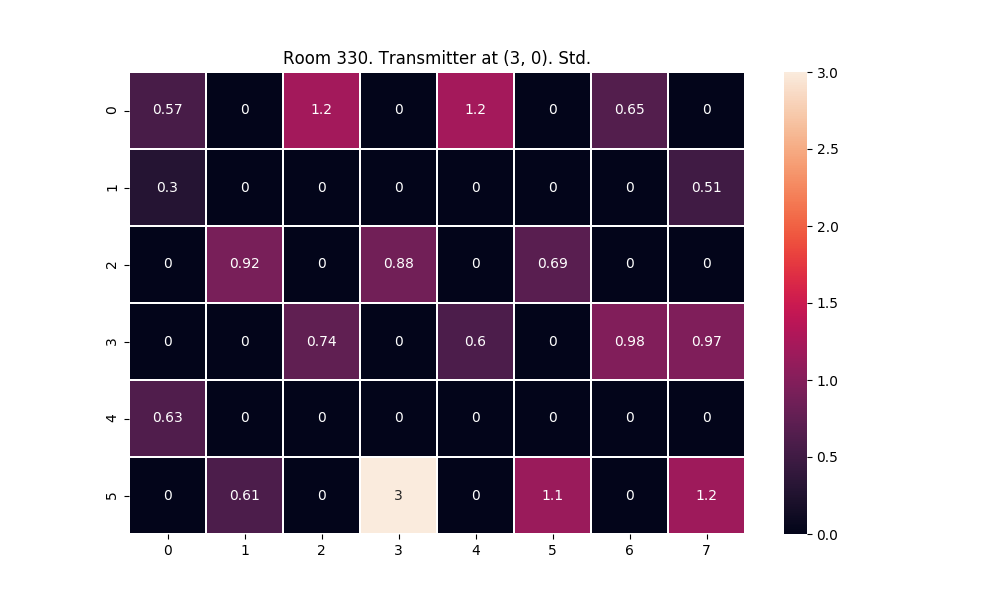 Room 330. Transmitter at (3, 0). Std.
0 0.57 0 1.2 0 1.2 0 0.65 0
1 0.3 0 0 0 0 0 0 0.51
2 0 0.92 0 0.88 0 0.69 0 0
3 0 0 0.74 0 0.6 0 0.98 0.97
4 0.63 0 0 0 0 0 0 0
5 0 0.61 0 3 0 1.1 0 1.2
0 1 2 3 4 5 6 7
3.0
2.5
2.0
1.5
1.0
0.5
0.0